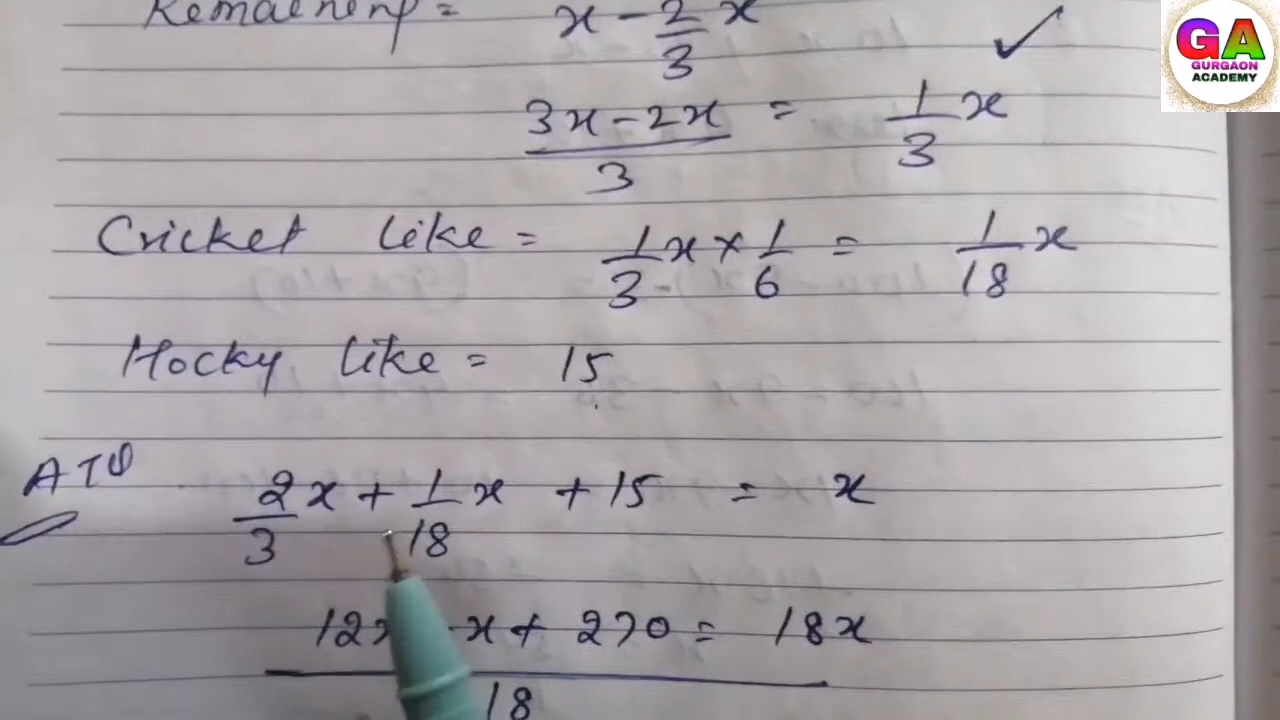 Remaining = x - 2/3 x
GA
GURGAON
ACADEMY
3x - 2x / 3 = 1/3 x
Cricket like = 1/3 x × 1/6 = 1/18 x
Hocky like = 15
ATQ
2/3 x + 1/18 x + 15 = x
12x x + 270 = 18x
18